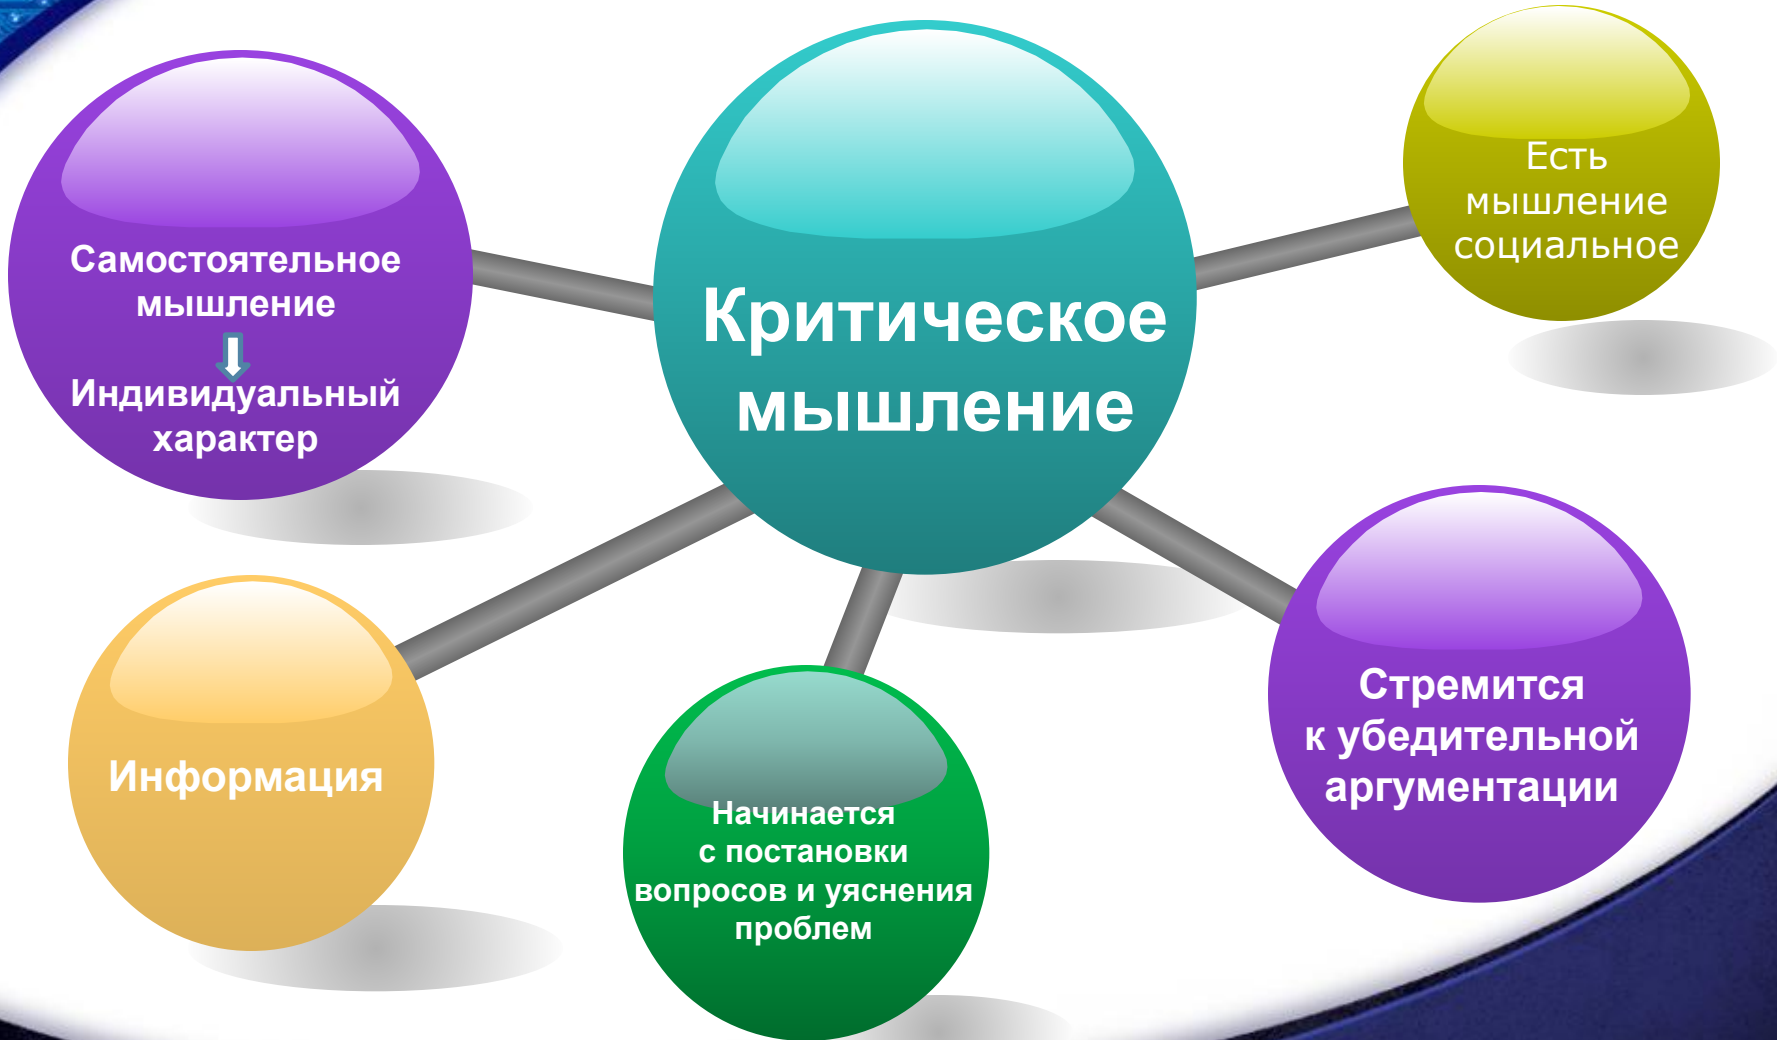 Самостоятельное
мышление
Индивидуальный
характер
Критическое
мышление
Есть
мышление
социальное
Информация
Начинается
с постановки
вопросов и уяснения
проблем
Стремится
к убедительной
аргументации